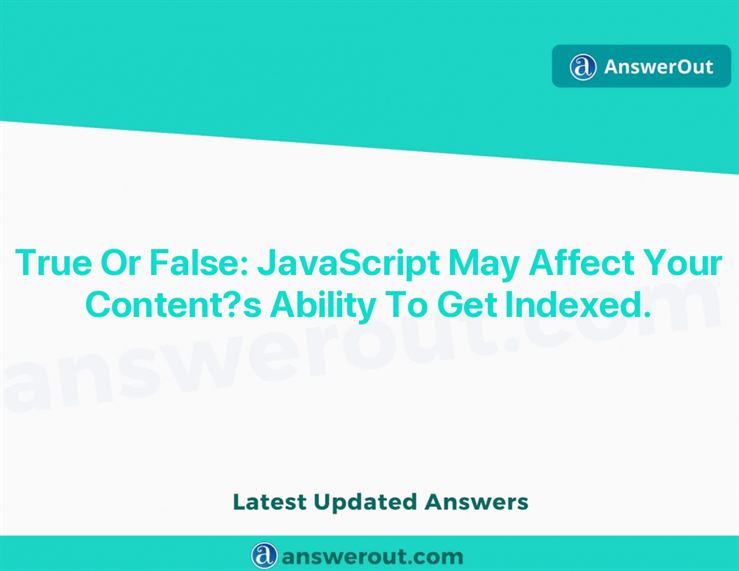 AnswerOut
True Or False: JavaScript May Affect Your
Content?s Ability To Get Indexed.
answerout.com
Latest Updated Answers
answerout.com